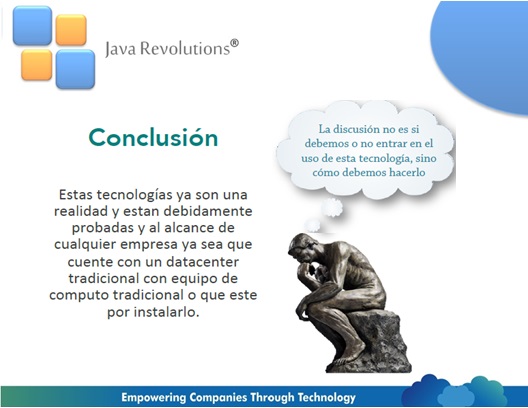 Java Revolutions®
Conclusión
La discusión no es si
debemos o no entrar en el
uso de esta tecnología, sino
cómo debemos hacerlo
Estas tecnologías ya son una
realidad y estan debidamente
probadas y al alcance de
cualquier empresa ya sea que
cuente con un datacenter
tradicional con equipo de
computo tradicional o que este
por instalarlo.
Empowering Companies Through Technology